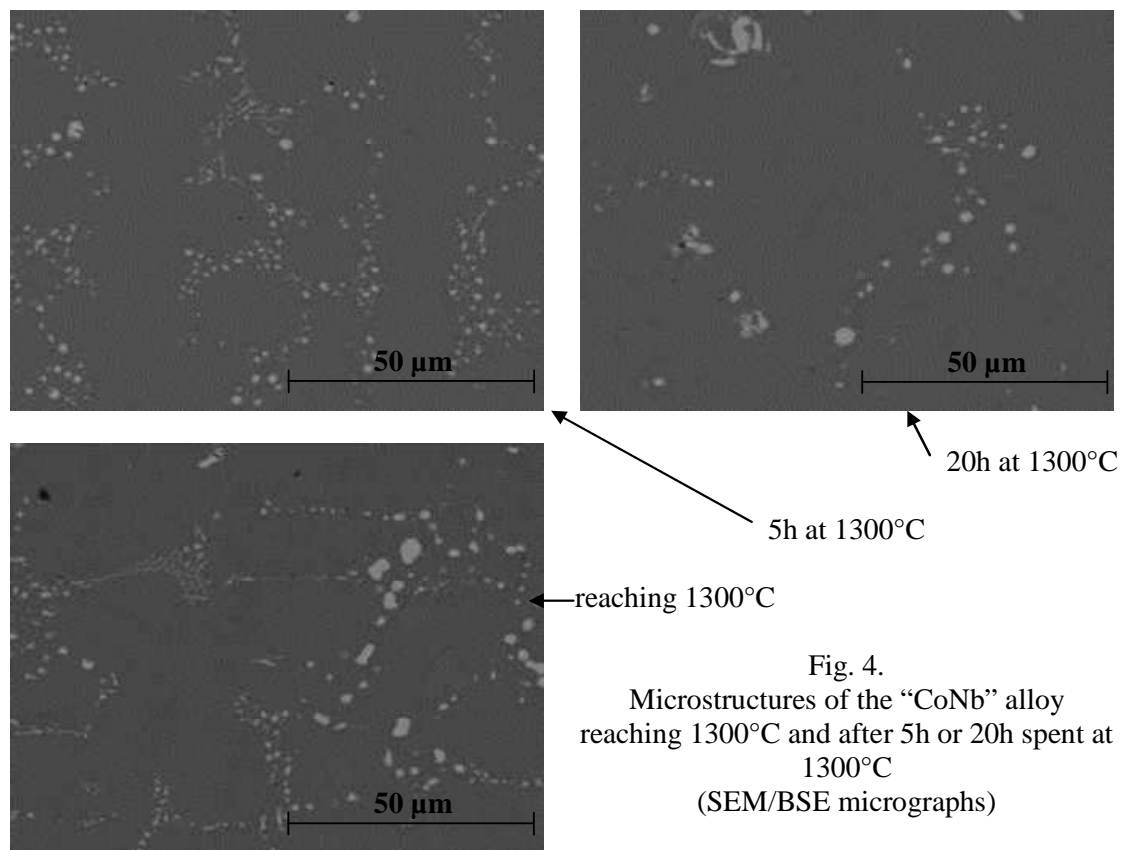 50 µm
50 µm
20h at 1300°C
5h at 1300°C
reaching 1300°C
Fig. 4.
Microstructures of the “CoNb” alloy
reaching 1300°C and after 5h or 20h spent at
1300°C
(SEM/BSE micrographs)
50 µm